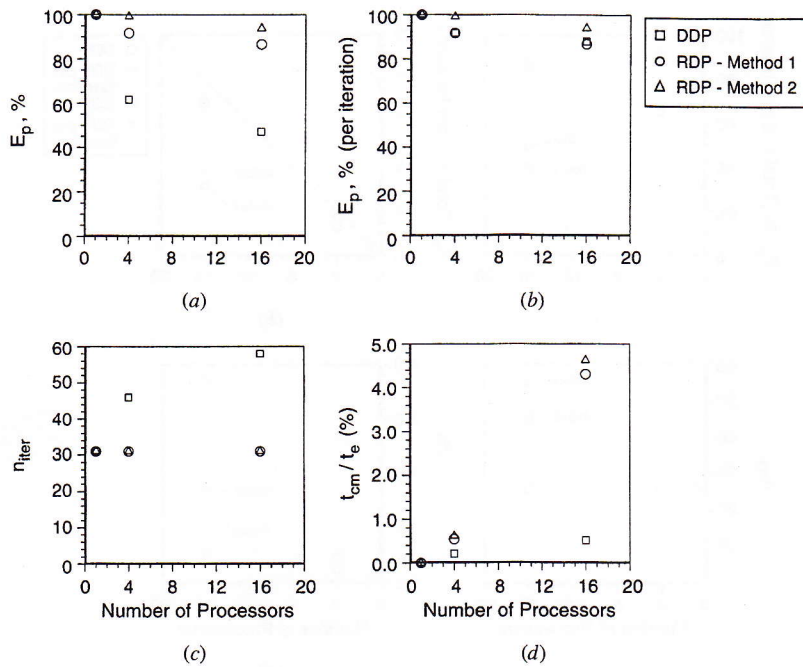 100
80
60
40
20
0
E_p, %
0 4 8 12 16 20
(a)
100
80
60
40
20
0
E_p, % (per iteration)
0 4 8 12 16 20
(b)
DDP
RDP - Method 1
RDP - Method 2
60
50
40
30
20
10
0
n_iter
0 4 8 12 16 20
Number of Processors
(c)
5.0
4.0
3.0
2.0
1.0
0.0
t_cm / t_e (%)
0 4 8 12 16 20
Number of Processors
(d)